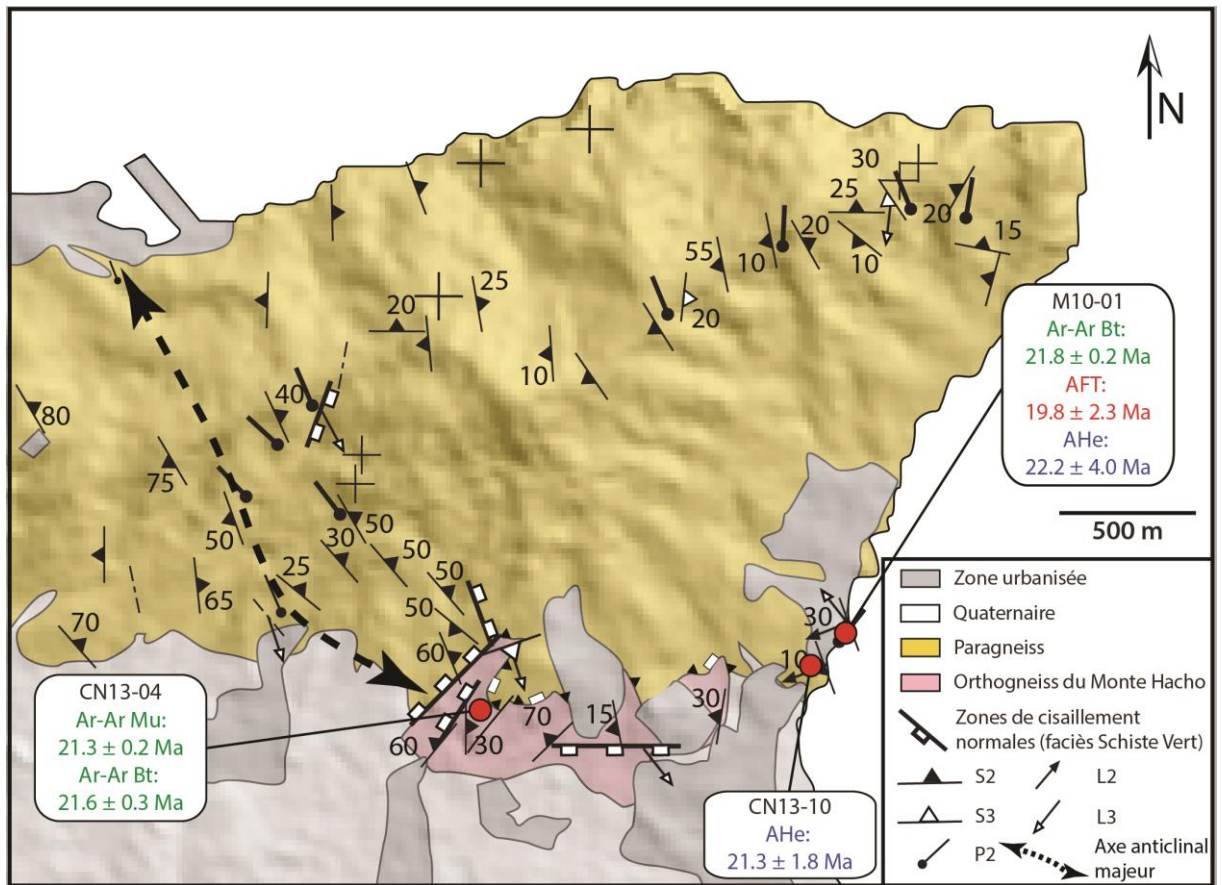 N
30
25
20
15
20
10
10
55
20
25
20
10
40
80
75
50
50
30
50
50
25
65
50
60
70
30
10
70
15
30
60
30
M10-01
Ar-Ar Bt:
21.8 ± 0.2 Ma
AFT:
19.8 ± 2.3 Ma
AHe:
22.2 ± 4.0 Ma
500 m
CN13-04
Ar-Ar Mu:
21.3 ± 0.2 Ma
Ar-Ar Bt:
21.6 ± 0.3 Ma
CN13-10
AHe:
21.3 ± 1.8 Ma
Zone urbanisée
Quaternaire
Paragneiss
Orthogneiss du Monte Hacho
Zones de cisaillement
normales (faciès Schiste Vert)
S2 L2
S3 L3
P2 Axe anticlinal
majeur